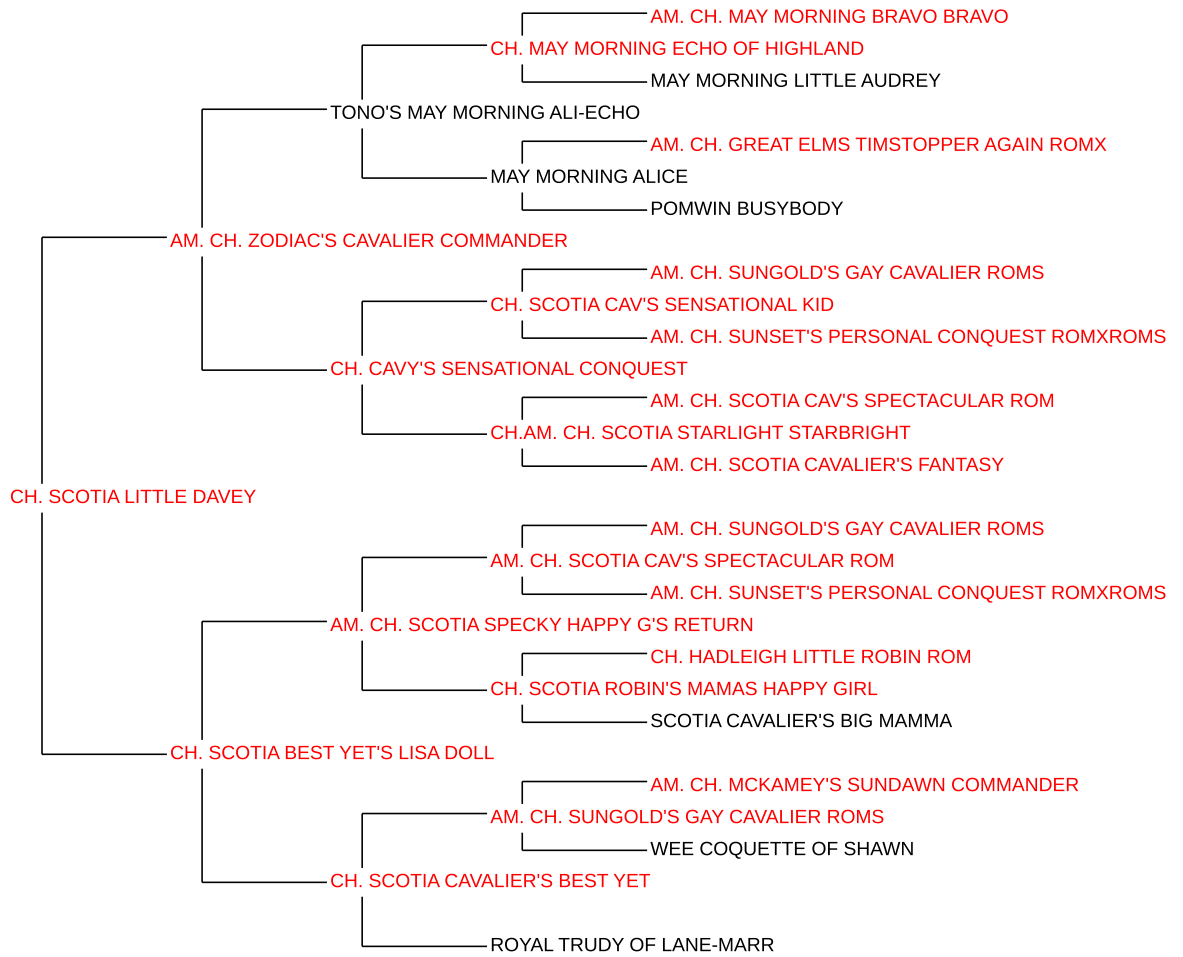 AM. CH. MAY MORNING BRAVO BRAVO
CH. MAY MORNING ECHO OF HIGHLAND
MAY MORNING LITTLE AUDREY
TONO'S MAY MORNING ALI-ECHO
AM. CH. GREAT ELMS TIMSTOPPER AGAIN ROMX
MAY MORNING ALICE
POMWIN BUSYBODY
AM. CH. ZODIAC'S CAVALIER COMMANDER
AM. CH. SUNGOLD'S GAY CAVALIER ROMS
CH. SCOTIA CAV'S SENSATIONAL KID
AM. CH. SUNSET'S PERSONAL CONQUEST ROMXROMS
CH. CAVY'S SENSATIONAL CONQUEST
AM. CH. SCOTIA CAV'S SPECTACULAR ROM
CH.AM. CH. SCOTIA STARLIGHT STARBRIGHT
AM. CH. SCOTIA CAVALIER'S FANTASY
CH. SCOTIA LITTLE DAVEY
AM. CH. SUNGOLD'S GAY CAVALIER ROMS
AM. CH. SCOTIA CAV'S SPECTACULAR ROM
AM. CH. SUNSET'S PERSONAL CONQUEST ROMXROMS
AM. CH. SCOTIA SPECKY HAPPY G'S RETURN
CH. HADLEIGH LITTLE ROBIN ROM
CH. SCOTIA ROBIN'S MAMAS HAPPY GIRL
SCOTIA CAVALIER'S BIG MAMMA
CH. SCOTIA BEST YET'S LISA DOLL
AM. CH. MCKAMEY'S SUNDAWN COMMANDER
AM. CH. SUNGOLD'S GAY CAVALIER ROMS
WEE COQUETTE OF SHAWN
CH. SCOTIA CAVALIER'S BEST YET
ROYAL TRUDY OF LANE-MARR